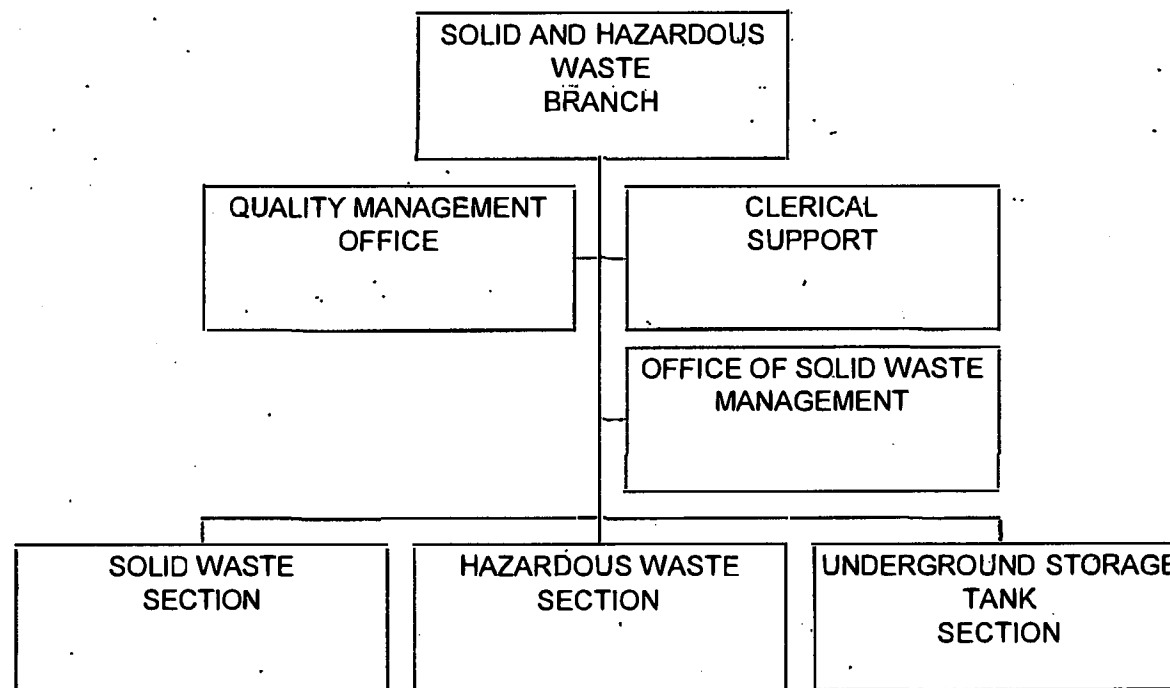 SOLID AND HAZARDOUS
WASTE
BRANCH
QUALITY MANAGEMENT
OFFICE
CLERICAL
SUPPORT
OFFICE OF SOLID WASTE
MANAGEMENT
SOLID WASTE
SECTION
HAZARDOUS WASTE
SECTION
UNDERGROUND STORAGE
TANK
SECTION